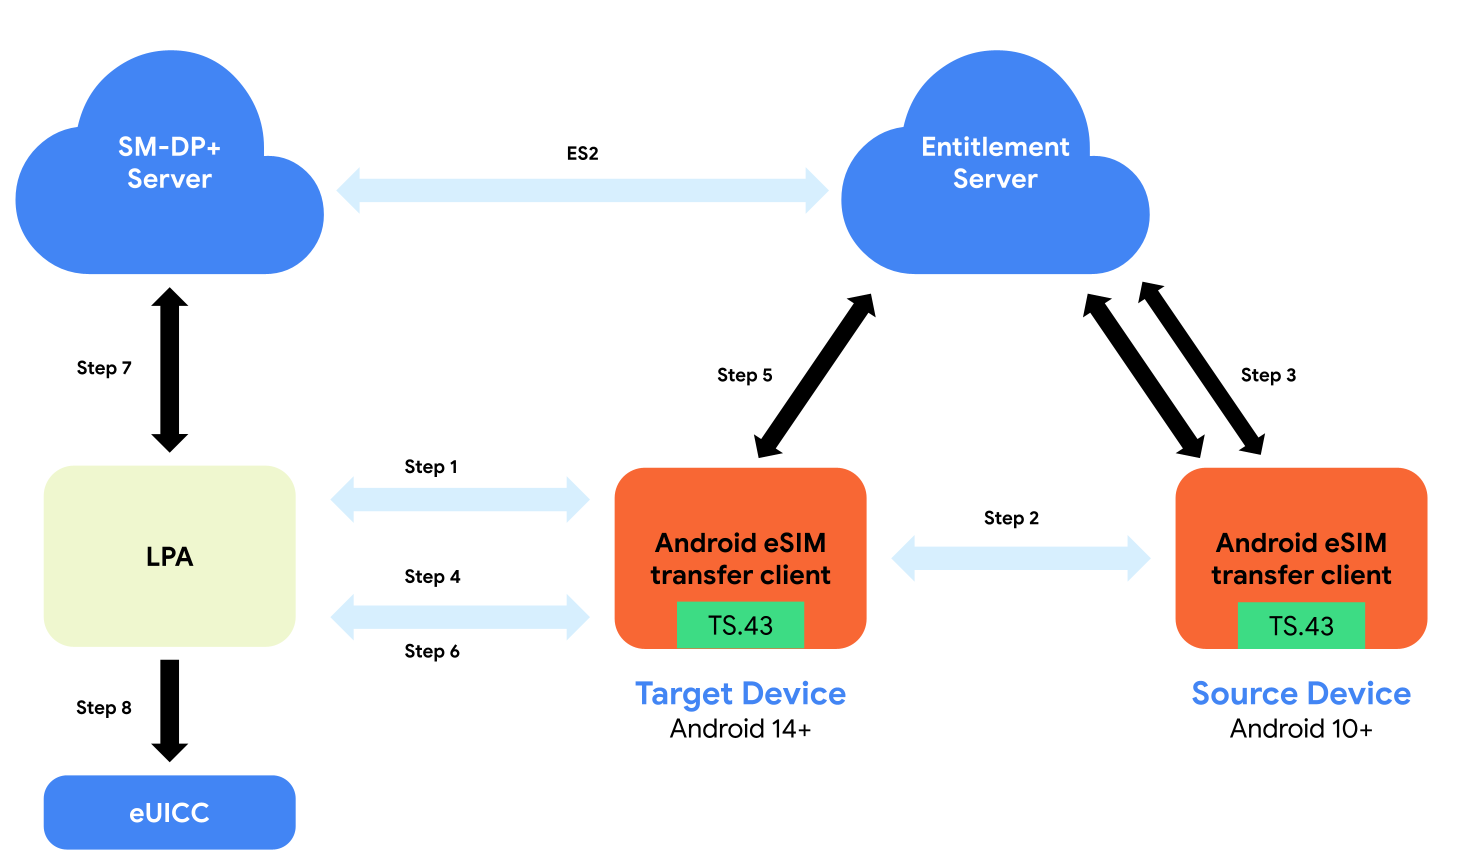 SM-DP+
Server
ES2
Entitlement
Server
Step 7
Step 5
Step 3
Step 1
Step 4
Step 6
LPA
Step 2
Android eSIM
transfer client
TS.43
Android eSIM
transfer client
TS.43
Target Device
Android 14+
Source Device
Android 10+
Step 8
eUICC